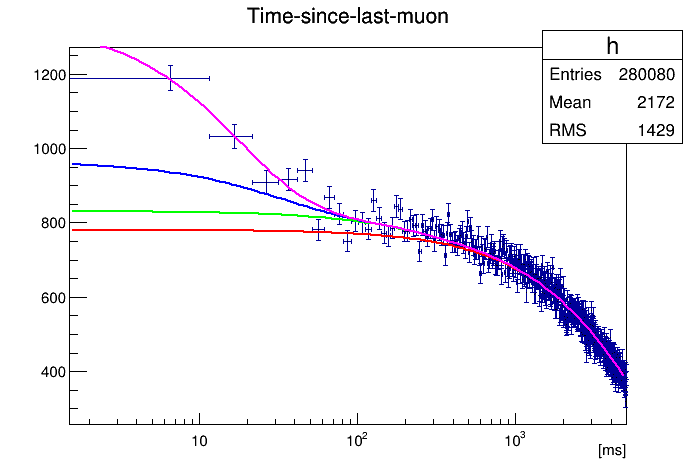 Time-since-last-muon
h
Entries 280080
Mean 2172
RMS 1429
1200
1000
800
600
400
10
10²
10³
[ms]